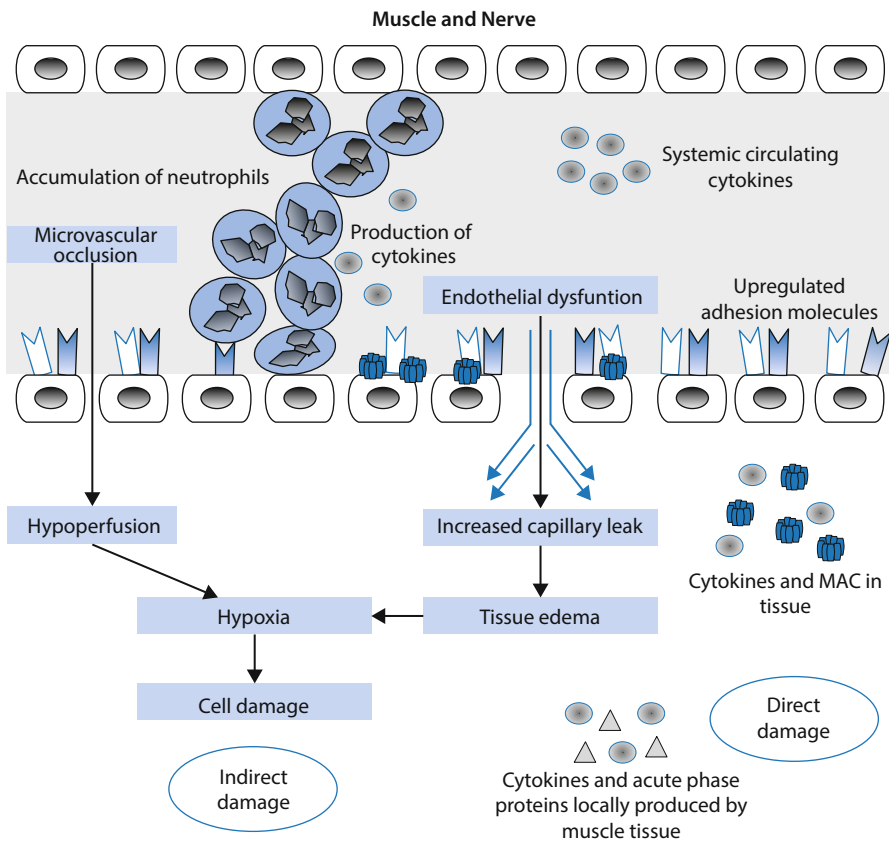 Muscle and Nerve
Accumulation of neutrophils
Systemic circulating
cytokines
Microvascular
occlusion
Production of
cytokines
Endothelial dysfuntion
Upregulated
adhesion molecules
Hypoperfusion
Increased capillary leak
Cytokines and MAC in
tissue
Hypoxia
Tissue edema
Cell damage
Direct
damage
Indirect
damage
Cytokines and acute phase
proteins locally produced by
muscle tissue